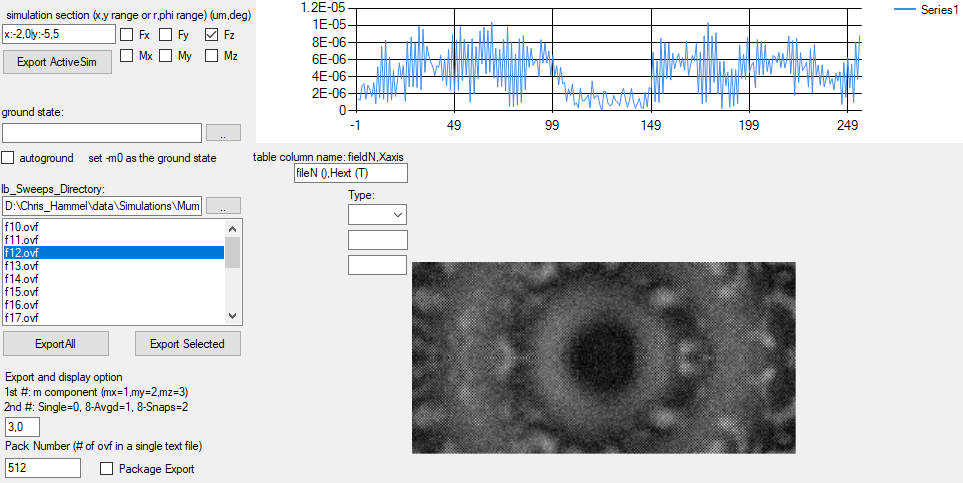 simulation section (x,y range or r,phi range) (um,deg)
x:-2,0|y:-5,5
Fx
Fy
Fz
Export ActiveSim
Mx
My
Mz
ground state:
..
autoground
set -m0 as the ground state
lb_Sweeps_Directory:
D:\Chris_Hammel\data\Simulations\Mum
..
f10.ovf
f11.ovf
f12.ovf
f13.ovf
f14.ovf
f15.ovf
f16.ovf
f17.ovf
ExportAll
Export Selected
Export and display option
1st #: m component (mx=1,my=2,mz=3)
2nd #: Single=0, 8-Avgd=1, 8-Snaps=2
3,0
Pack Number (# of ovf in a single text file)
512
Package Export
1.2E-05
1E-05
8E-06
6E-06
4E-06
2E-06
0
-1
49
99
149
199
249
Series1
table column name: fieldN,Xaxis
fileN (),Hext (T)
Type: